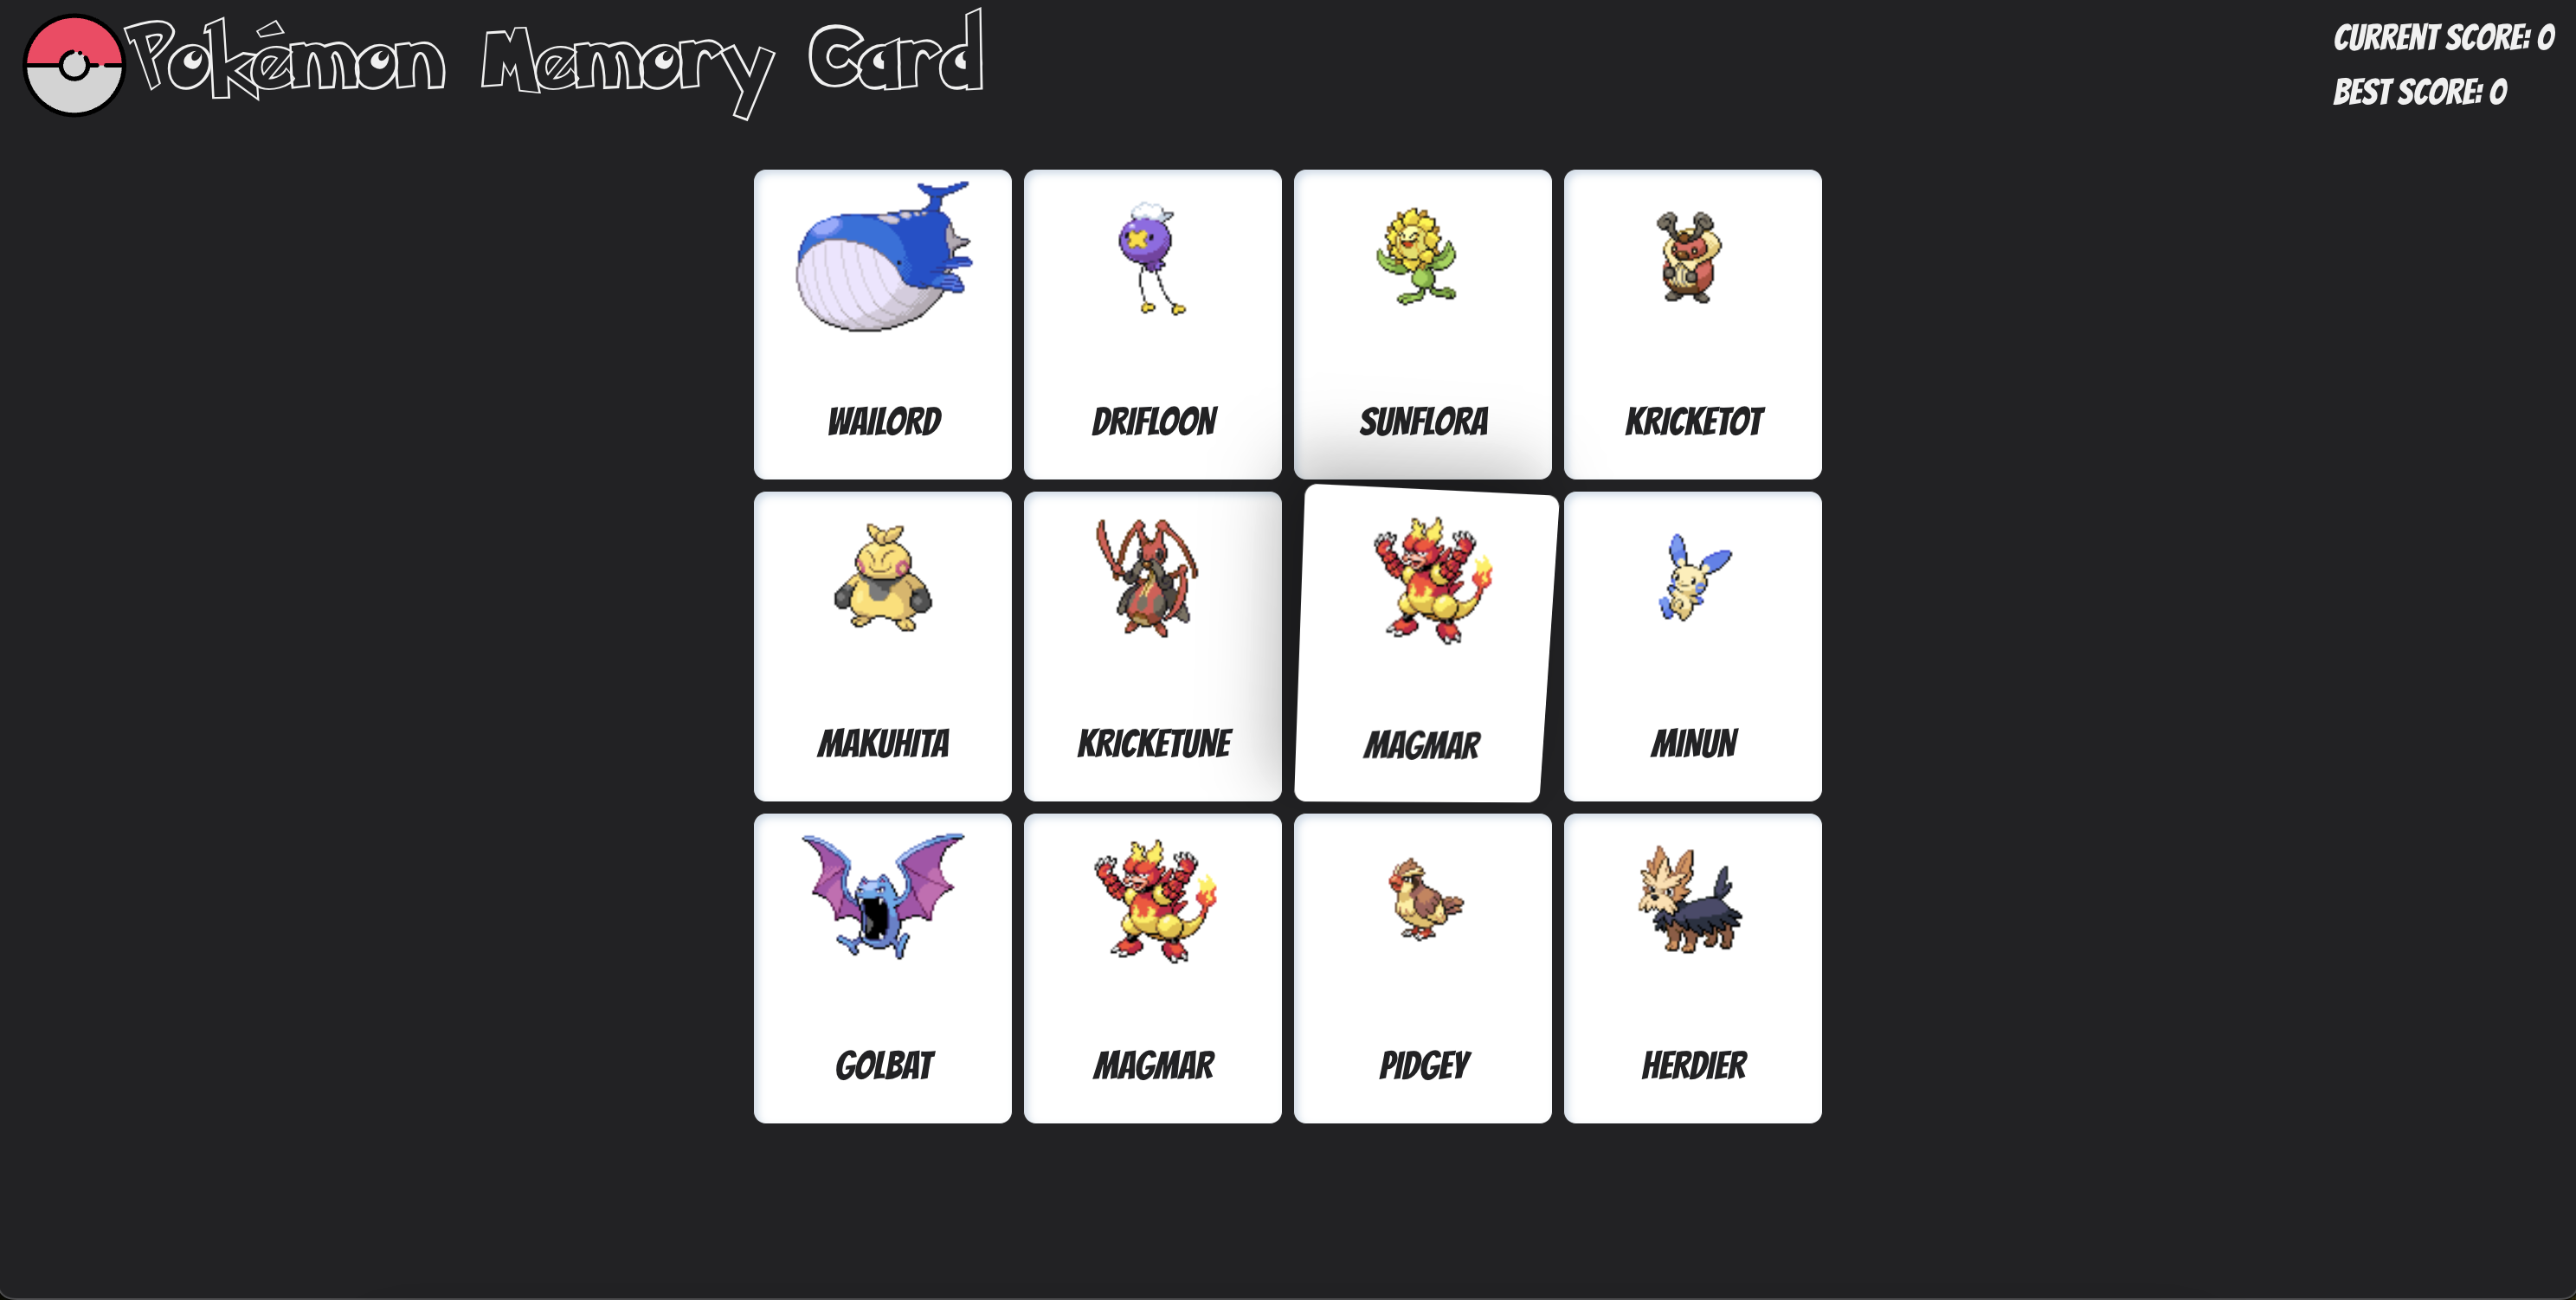 Pokémon Memory Card
CURRENT SCORE: 0
BEST SCORE: 0
WAILORD
DRIFLOON
SUNFLORA
KRICKETOT
MAKUHITA
KRICKETUNE
MAGMAR
MINUN
GOLBAT
MAGMAR
PIDGEY
HERDIER